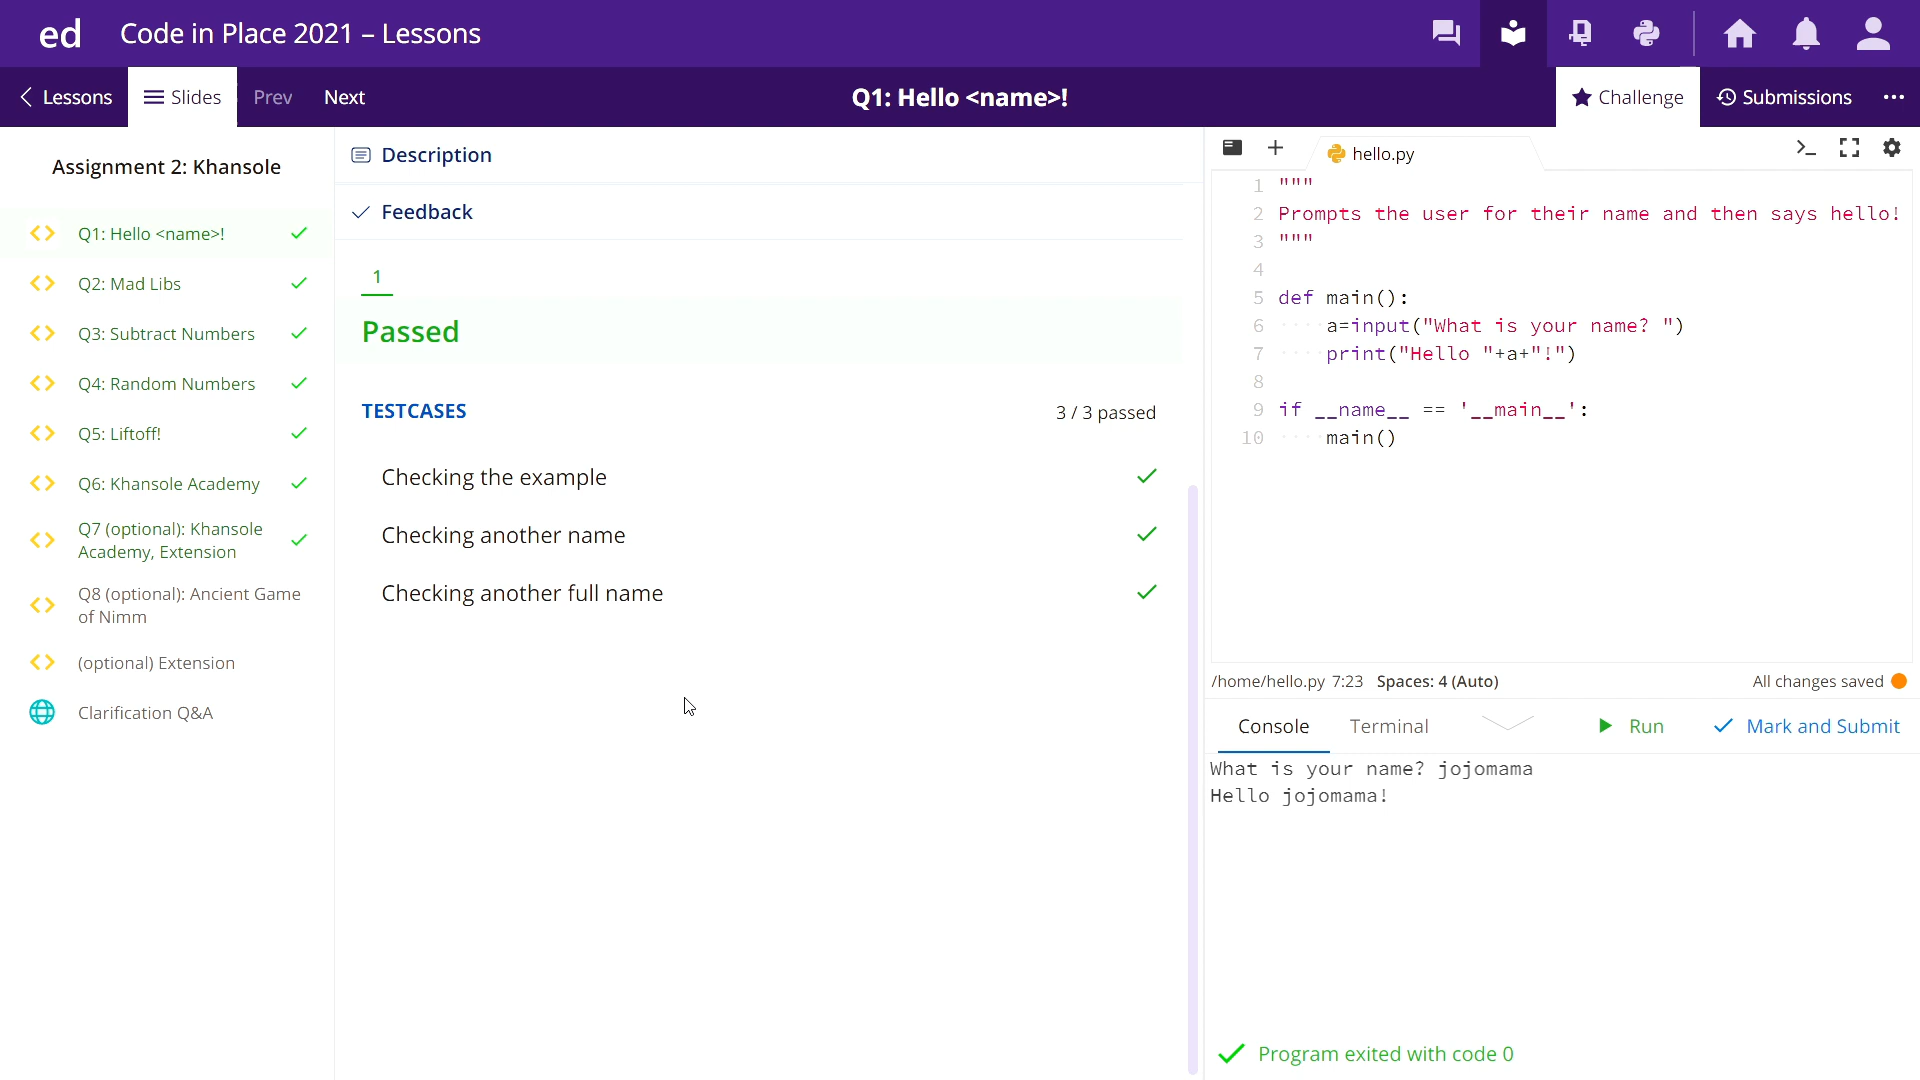 ed Code in Place 2021 – Lessons
Lessons Slides Prev Next Q1: Hello <name>! Challenge Submissions
Assignment 2: Khansole
Q1: Hello <name>!
Q2: Mad Libs
Q3: Subtract Numbers
Q4: Random Numbers
Q5: Liftoff!
Q6: Khansole Academy
Q7 (optional): Khansole
Academy, Extension
Q8 (optional): Ancient Game
of Nimm
(optional) Extension
Clarification Q&A
Description
Feedback
1
Passed
TESTCASES 3 / 3 passed
Checking the example
Checking another name
Checking another full name
hello.py
1 """
2 Prompts the user for their name and then says hello!
3 """
4
5 def main():
6     a=input("What is your name? ")
7     print("Hello "+a+"!")
8
9 if __name__ == '__main__':
10     main()
/home/hello.py 7:23 Spaces: 4 (Auto) All changes saved
Console Terminal Run Mark and Submit
What is your name? jojomama
Hello jojomama!
Program exited with code 0